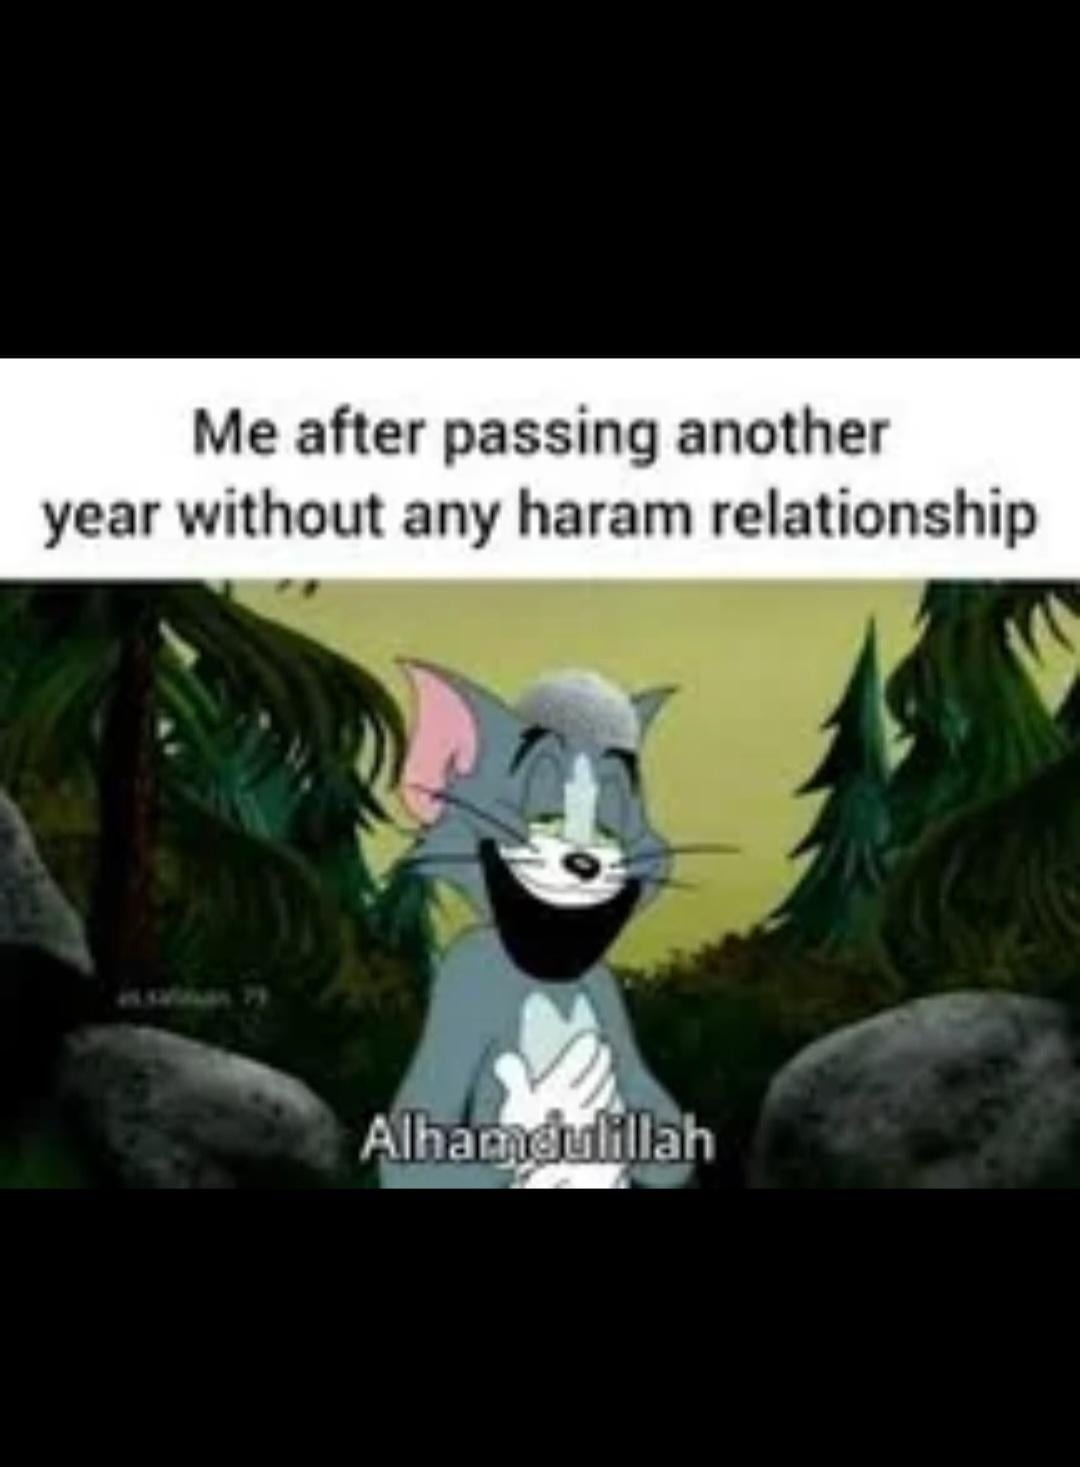 Me after passing another
year without any haram relationship
Alhamdulillah